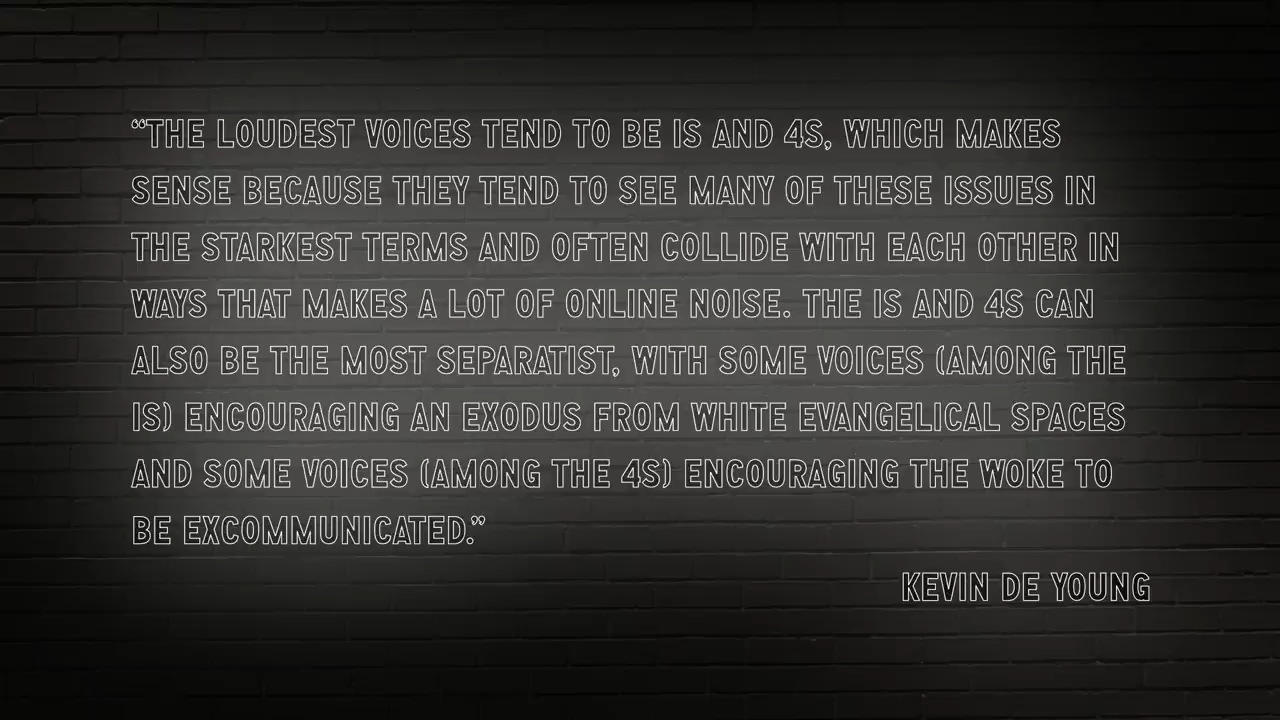 “THE LOUDEST VOICES TEND TO BE IS AND 4S, WHICH MAKES
SENSE BECAUSE THEY TEND TO SEE MANY OF THESE ISSUES IN
THE STARKEST TERMS AND OFTEN COLLIDE WITH EACH OTHER IN
WAYS THAT MAKES A LOT OF ONLINE NOISE. THE IS AND 4S CAN
ALSO BE THE MOST SEPARATIST, WITH SOME VOICES (AMONG THE
IS) ENCOURAGING AN EXODUS FROM WHITE EVANGELICAL SPACES
AND SOME VOICES (AMONG THE 4S) ENCOURAGING THE WOKE TO
BE EXCOMMUNICATED.”
KEVIN DE YOUNG